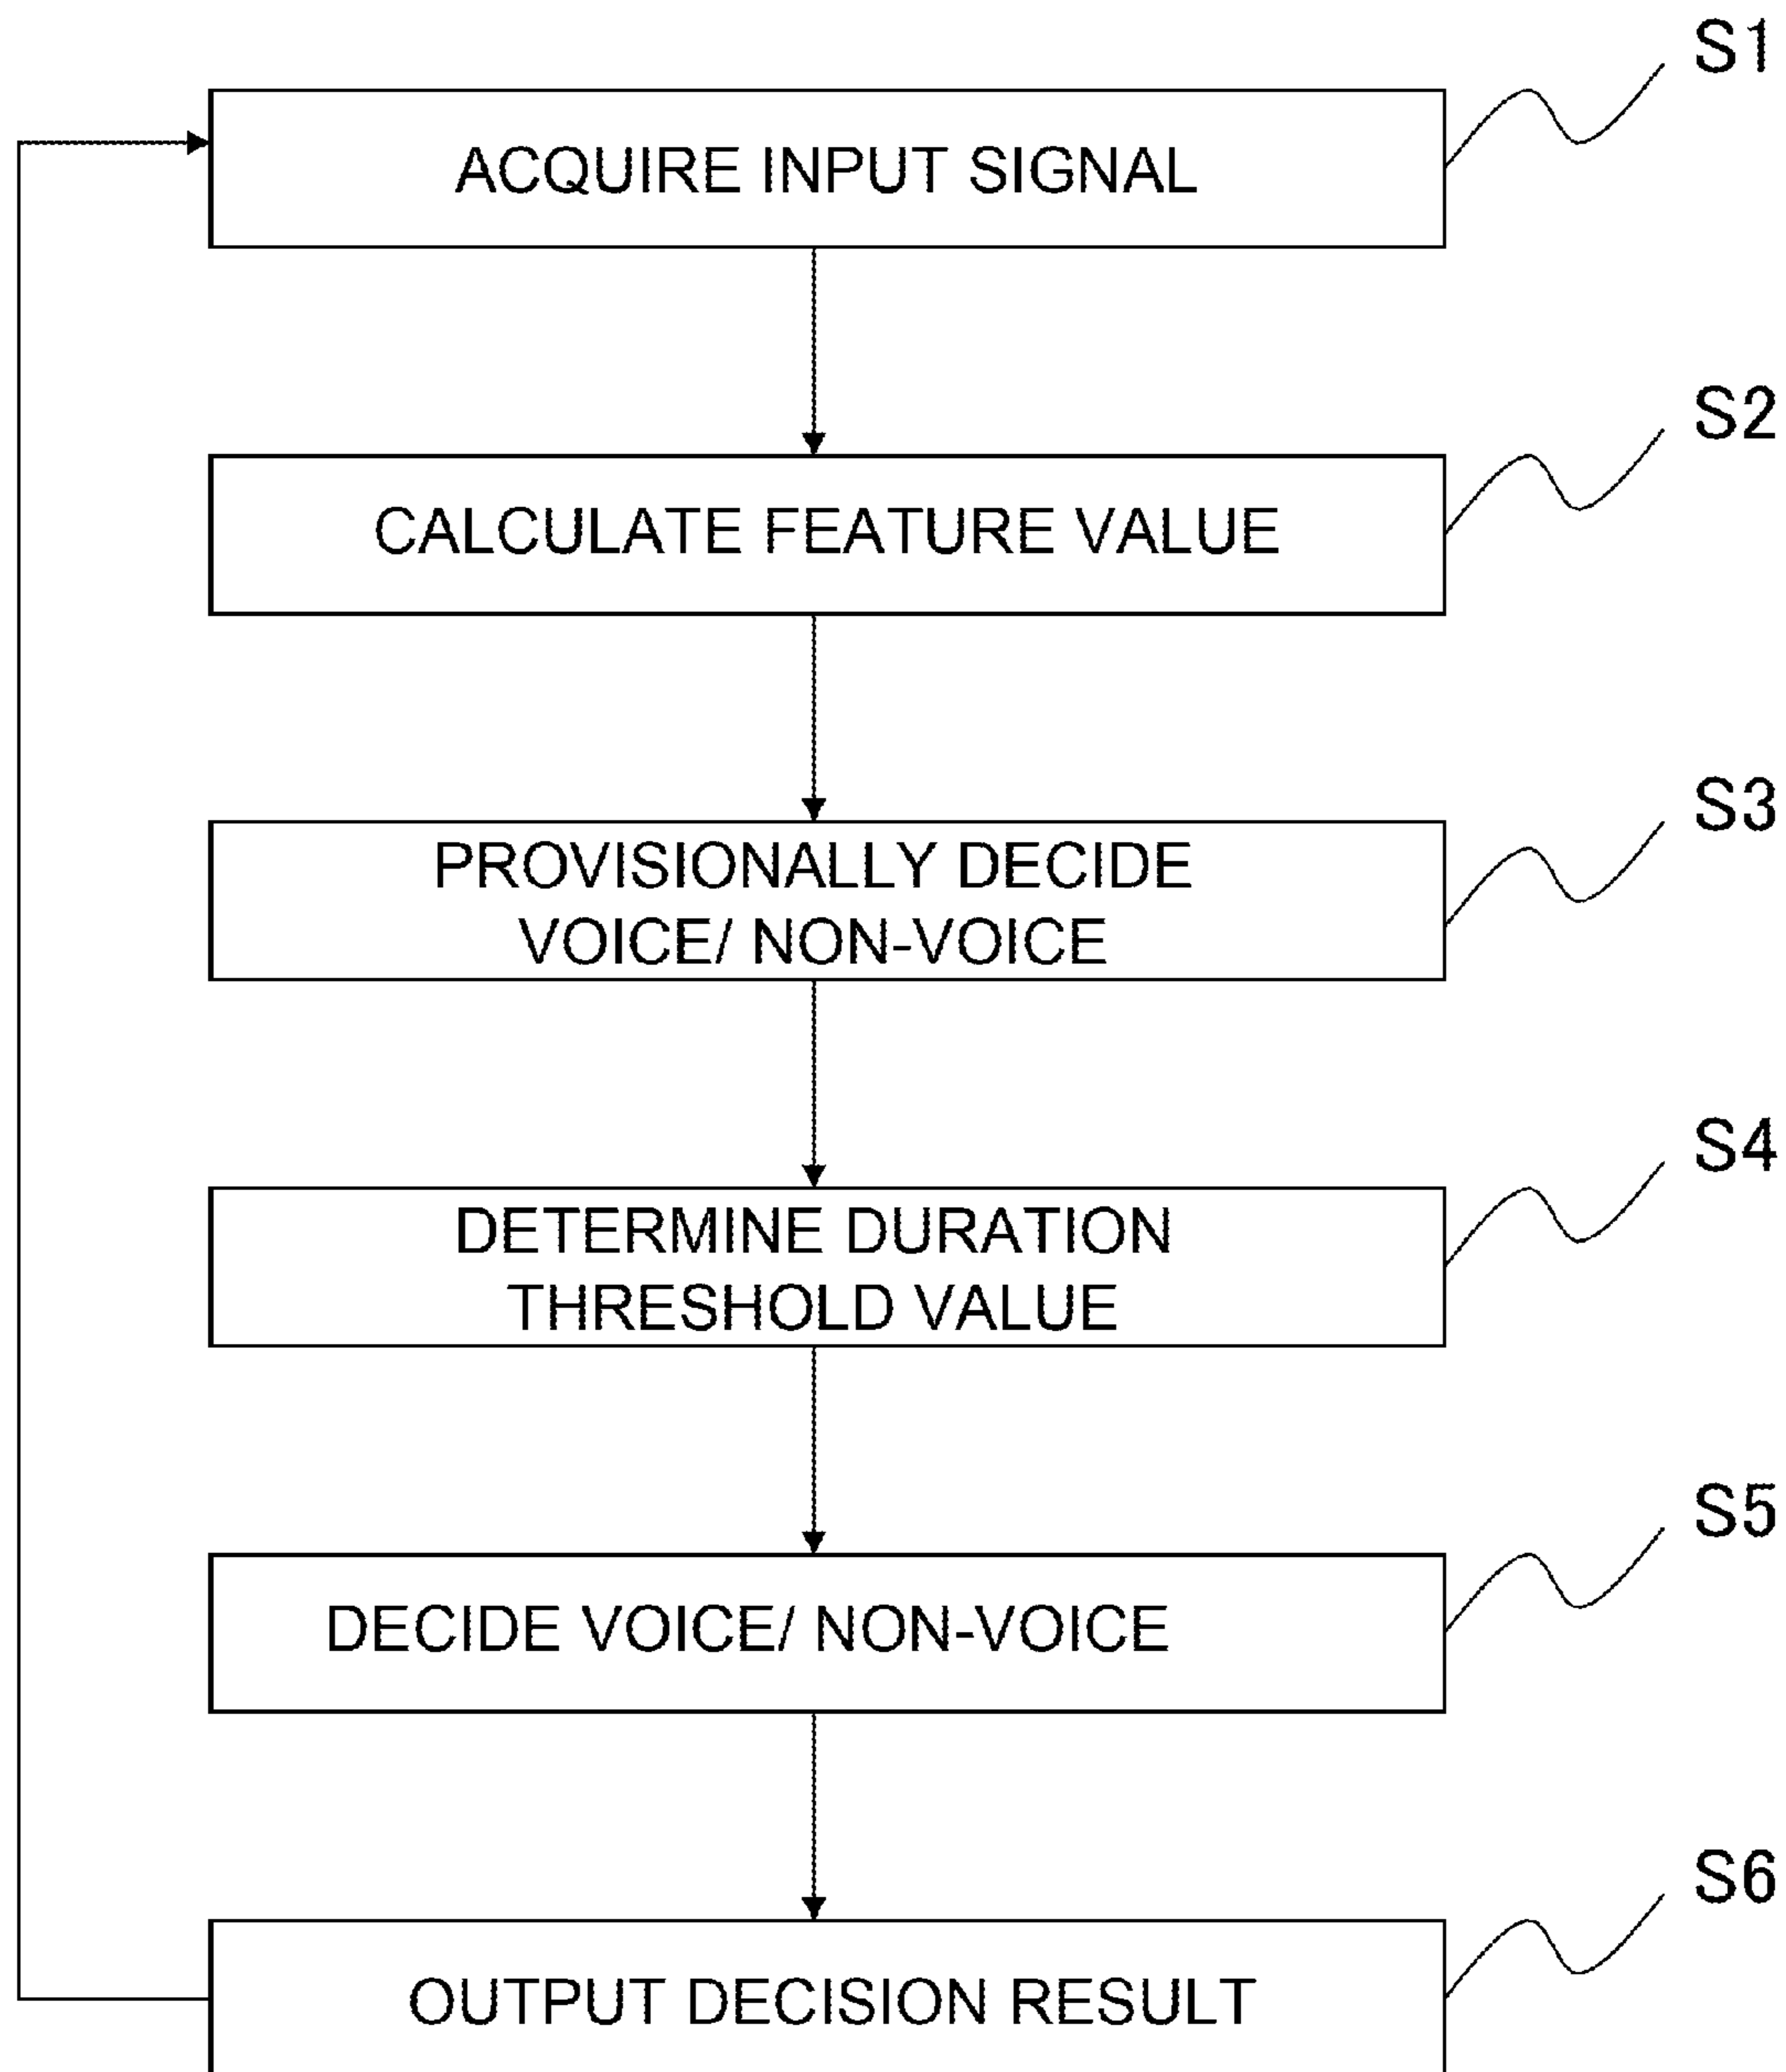 S1
ACQUIRE INPUT SIGNAL
S2
CALCULATE FEATURE VALUE
S3
PROVISIONALLY DECIDE
VOICE/ NON-VOICE
S4
DETERMINE DURATION
THRESHOLD VALUE
S5
DECIDE VOICE/ NON-VOICE
S6
OUTPUT DECISION RESULT